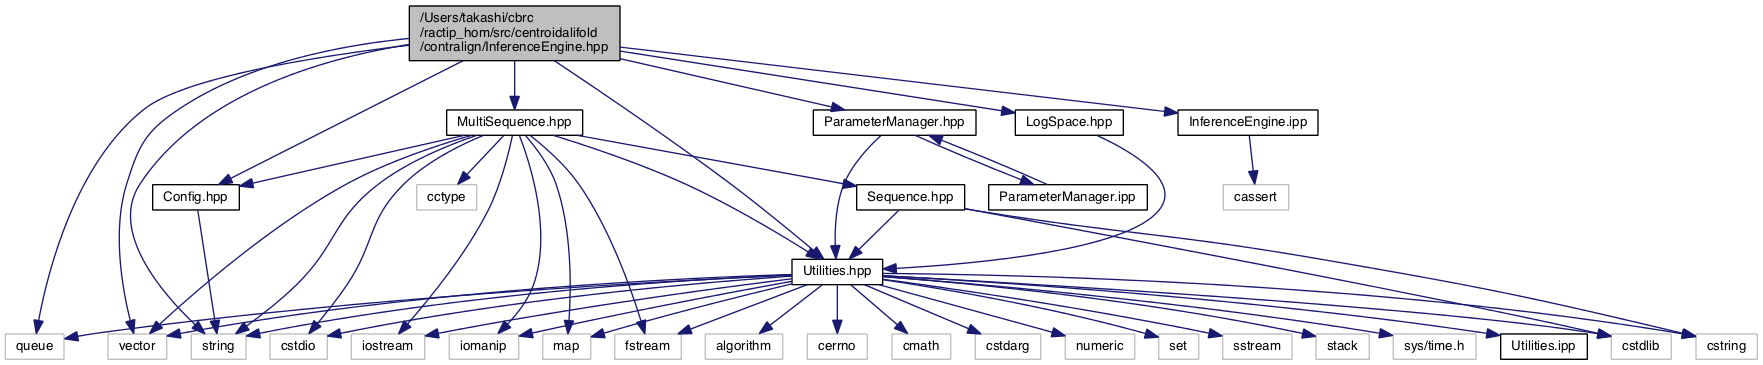 /Users/takashi/cbrc
/ractip_hom/src/centroidalifold
/contralign/InferenceEngine.hpp
MultiSequence.hpp
ParameterManager.hpp
LogSpace.hpp
InferenceEngine.ipp
Config.hpp
cctype
Sequence.hpp
ParameterManager.ipp
cassert
Utilities.hpp
queue
vector
string
cstdio
iostream
iomanip
map
fstream
algorithm
cerrno
cmath
cstdarg
numeric
set
sstream
stack
sys/time.h
Utilities.ipp
cstdlib
cstring